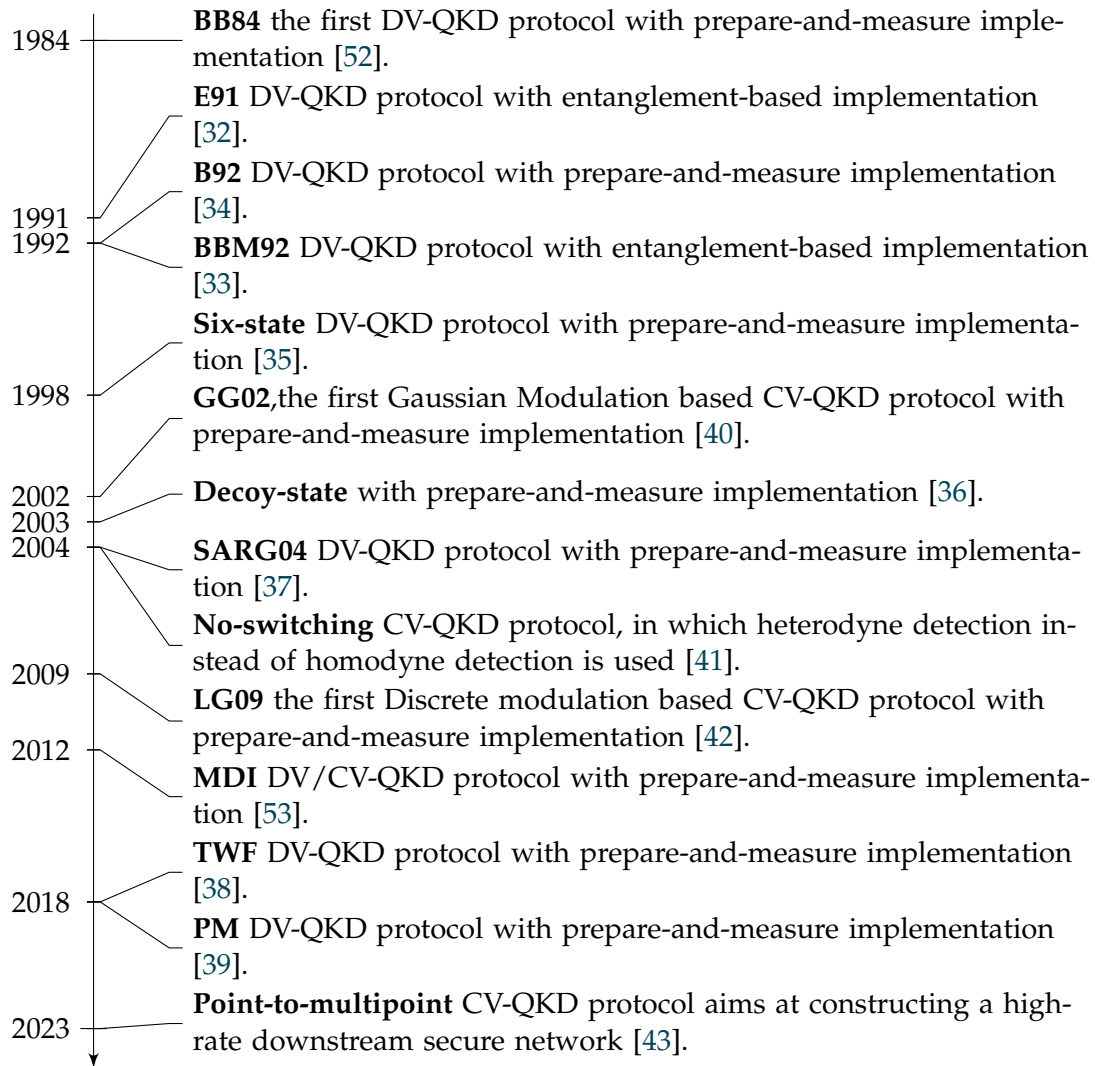 1984
BB84 the first DV-QKD protocol with prepare-and-measure imple-
mentation [52].
E91 DV-QKD protocol with entanglement-based implementation
[32].
B92 DV-QKD protocol with prepare-and-measure implementation
[34].
1991
1992
BBM92 DV-QKD protocol with entanglement-based implementation
[33].
Six-state DV-QKD protocol with prepare-and-measure implementa-
tion [35].
1998
GG02,the first Gaussian Modulation based CV-QKD protocol with
prepare-and-measure implementation [40].
2002
Decoy-state with prepare-and-measure implementation [36].
2003
2004
SARG04 DV-QKD protocol with prepare-and-measure implementa-
tion [37].
No-switching CV-QKD protocol, in which heterodyne detection in-
stead of homodyne detection is used [41].
2009
LG09 the first Discrete modulation based CV-QKD protocol with
prepare-and-measure implementation [42].
2012
MDI DV/CV-QKD protocol with prepare-and-measure implementa-
tion [53].
TWF DV-QKD protocol with prepare-and-measure implementation
[38].
2018
PM DV-QKD protocol with prepare-and-measure implementation
[39].
Point-to-multipoint CV-QKD protocol aims at constructing a high-
2023
rate downstream secure network [43].